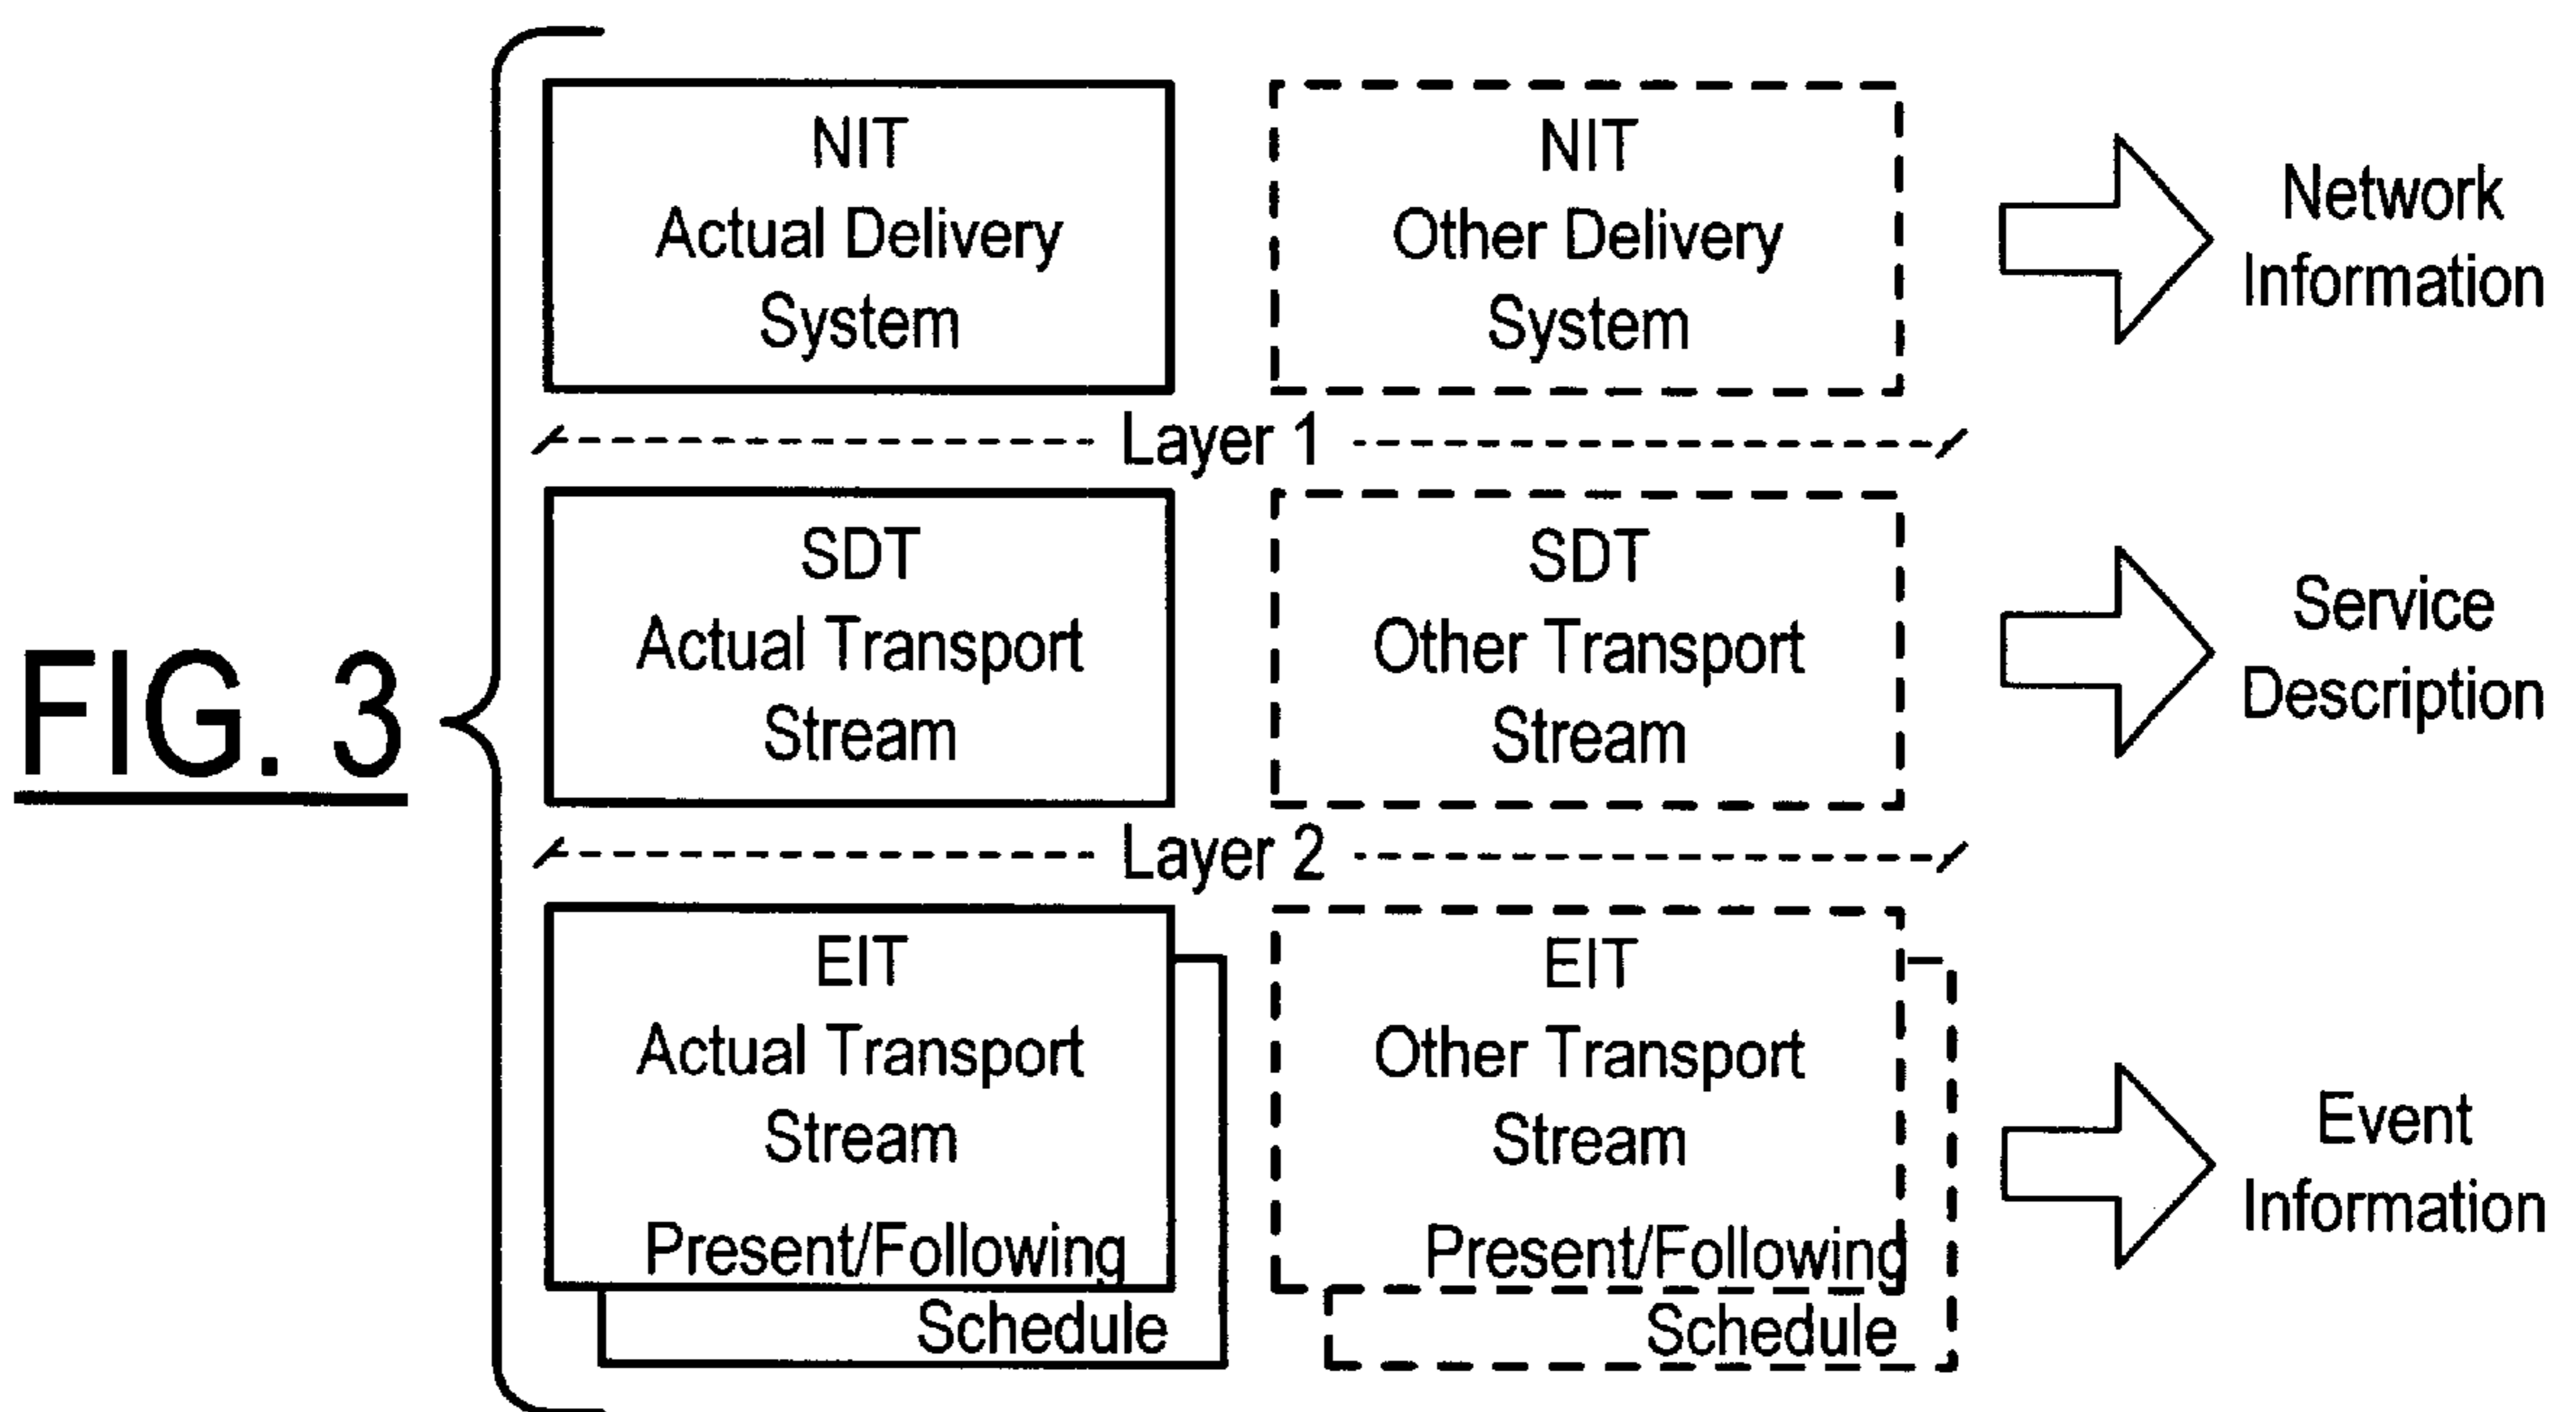 FIG. 3
NIT
Actual Delivery
System
NIT
Other Delivery
System
Network
Information
Layer 1
SDT
Actual Transport
Stream
SDT
Other Transport
Stream
Service
Description
Layer 2
EIT
Actual Transport
Stream
Present/Following
Schedule
EIT
Other Transport
Stream
Present/Following
Schedule
Event
Information